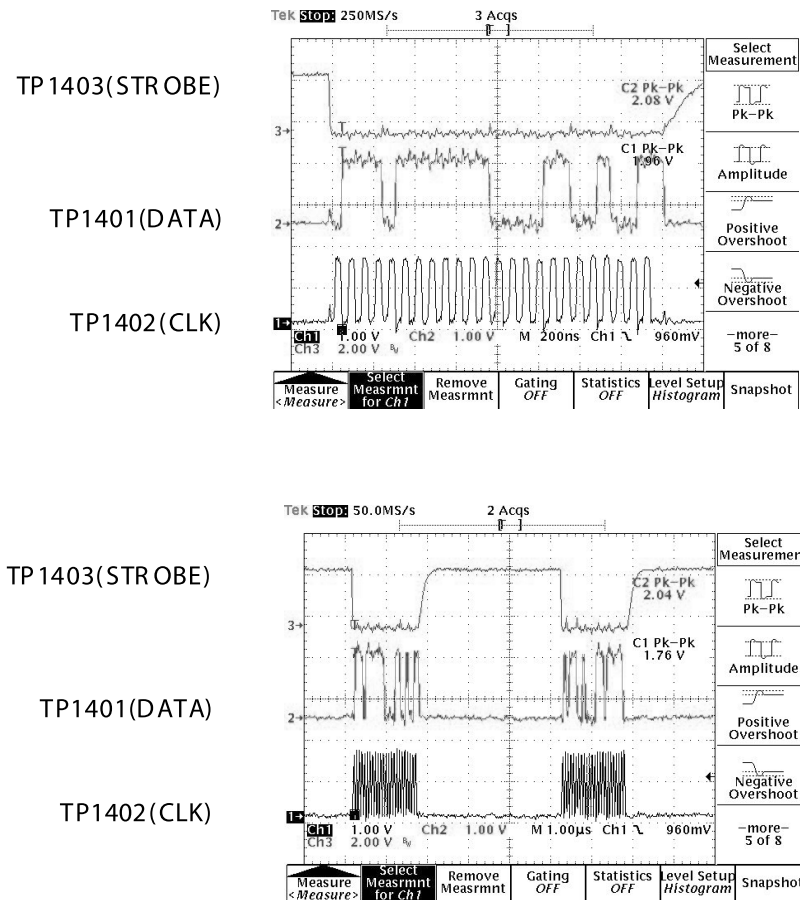 Tek Stop: 250MS/s 3 Acqs
T
Select
Measurement
TP1403(STROBE)
C2 Pk-Pk
2.08 V
Pk-Pk
3→
T
C1 Pk-Pk
1.96 V
Amplitude
TP1401(DATA)
2→
Positive
Overshoot
Negative
Overshoot
TP1402(CLK)
1→
Ch1 1.00 V Ch2 1.00 V M 200ns Ch1 960mV
Ch3 2.00 V BW
-more-
5 of 8
Measure
<Measure>
Select
Measrmnt
for Ch1
Remove
Measrmnt
Gating
OFF
Statistics
OFF
Level Setup
Histogram
Snapshot
Tek Stop: 50.0MS/s 2 Acqs
T
Select
Measurement
TP1403(STROBE)
C2 Pk-Pk
2.04 V
Pk-Pk
3→
C1 Pk-Pk
1.76 V
Amplitude
TP1401(DATA)
2→
Positive
Overshoot
Negative
Overshoot
TP1402(CLK)
1→
Ch1 1.00 V Ch2 1.00 V M 1.00µs Ch1 960mV
Ch3 2.00 V BW
-more-
5 of 8
Measure
<Measure>
Select
Measrmnt
for Ch1
Remove
Measrmnt
Gating
OFF
Statistics
OFF
Level Setup
Histogram
Snapshot